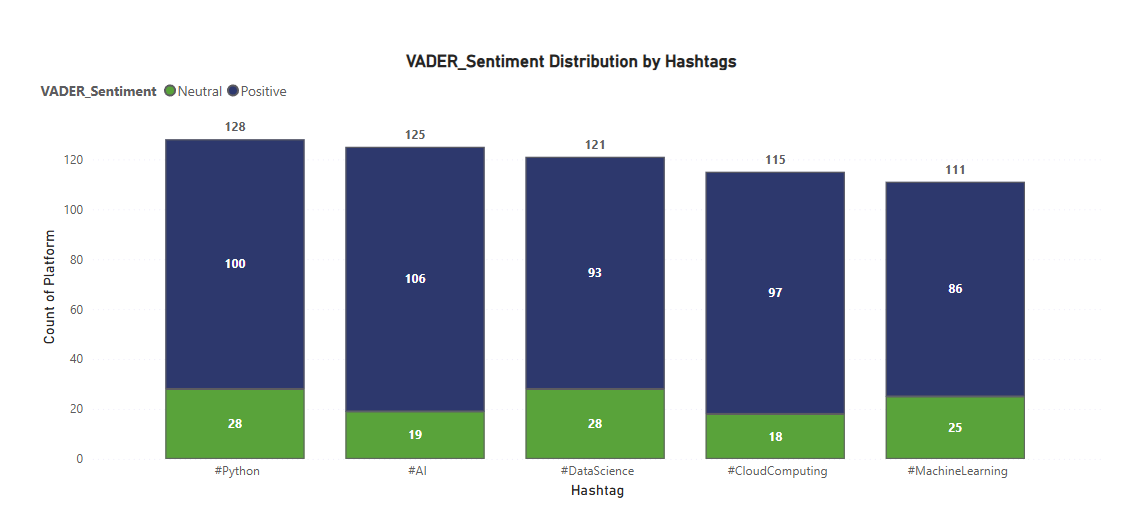 VADER_Sentiment Distribution by Hashtags
VADER_Sentiment Neutral Positive
128 125 121 115 111
120
100
80
60
40
20
0
Count of Platform
100 106 93 97 86
28 19 28 18 25
#Python #AI #DataScience #CloudComputing #MachineLearning
Hashtag